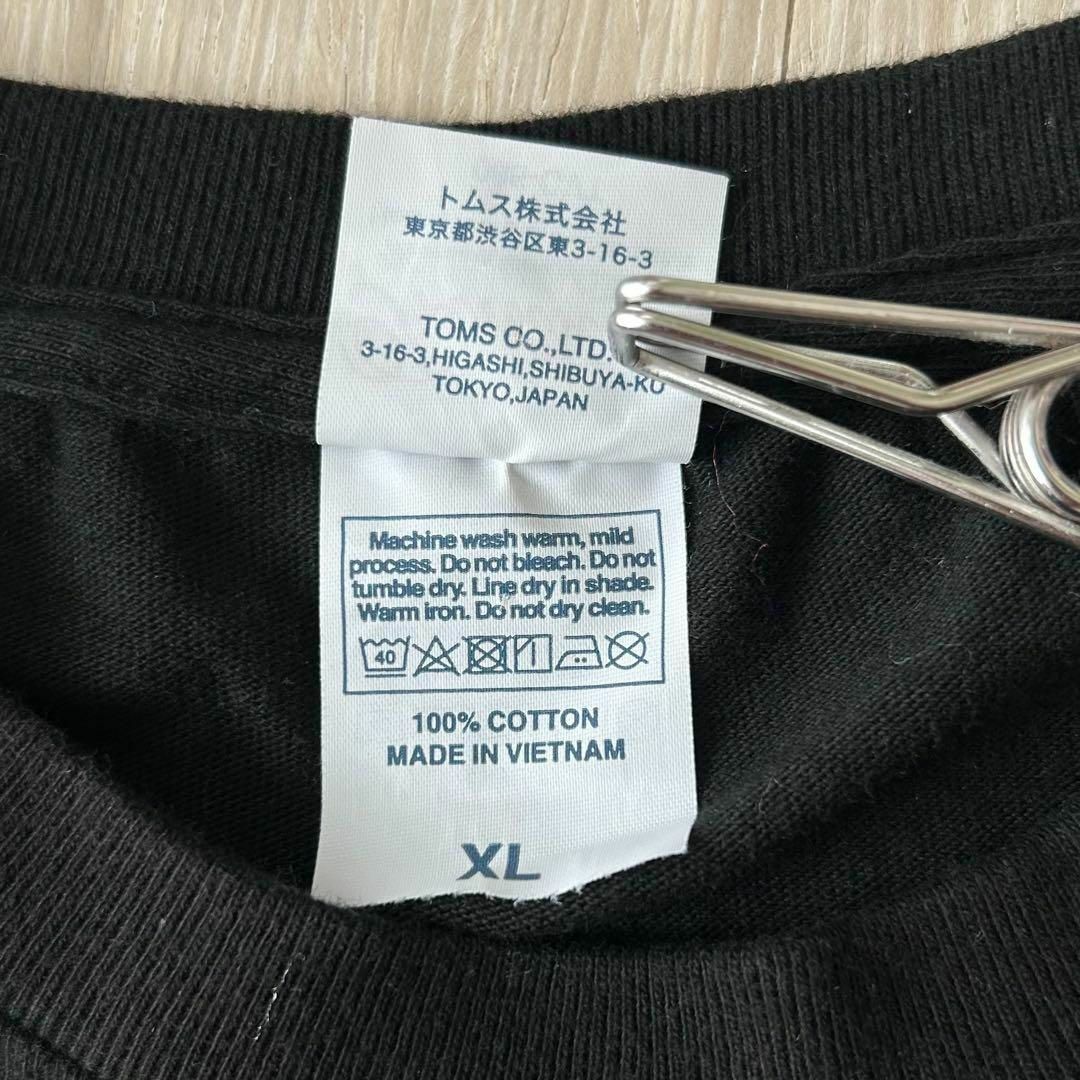 トムス株式会社
東京都渋谷区東3-16-3
TOMS CO.,LTD.
3-16-3,HIGASHI,SHIBUYA-KU
TOKYO,JAPAN
Machine wash warm, mild
process. Do not bleach. Do not
tumble dry. Line dry in shade.
Warm iron. Do not dry clean.
40
100% COTTON
MADE IN VIETNAM
XL